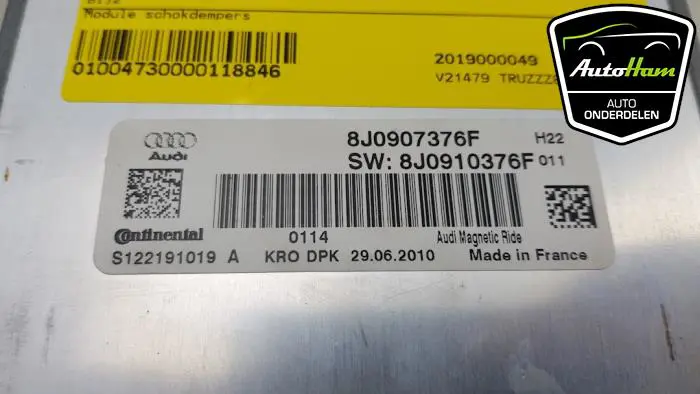 Module schokdempers
01004730000118846
2019000049
V21479 TRUZZZ8
AutoHam
AUTO
ONDERDELEN
8J0907376F H22
Audi
SW: 8J0910376F 011
Continental
0114
Audi Magnetic Ride
S122191019 A
KRO DPK 29.06.2010
Made in France